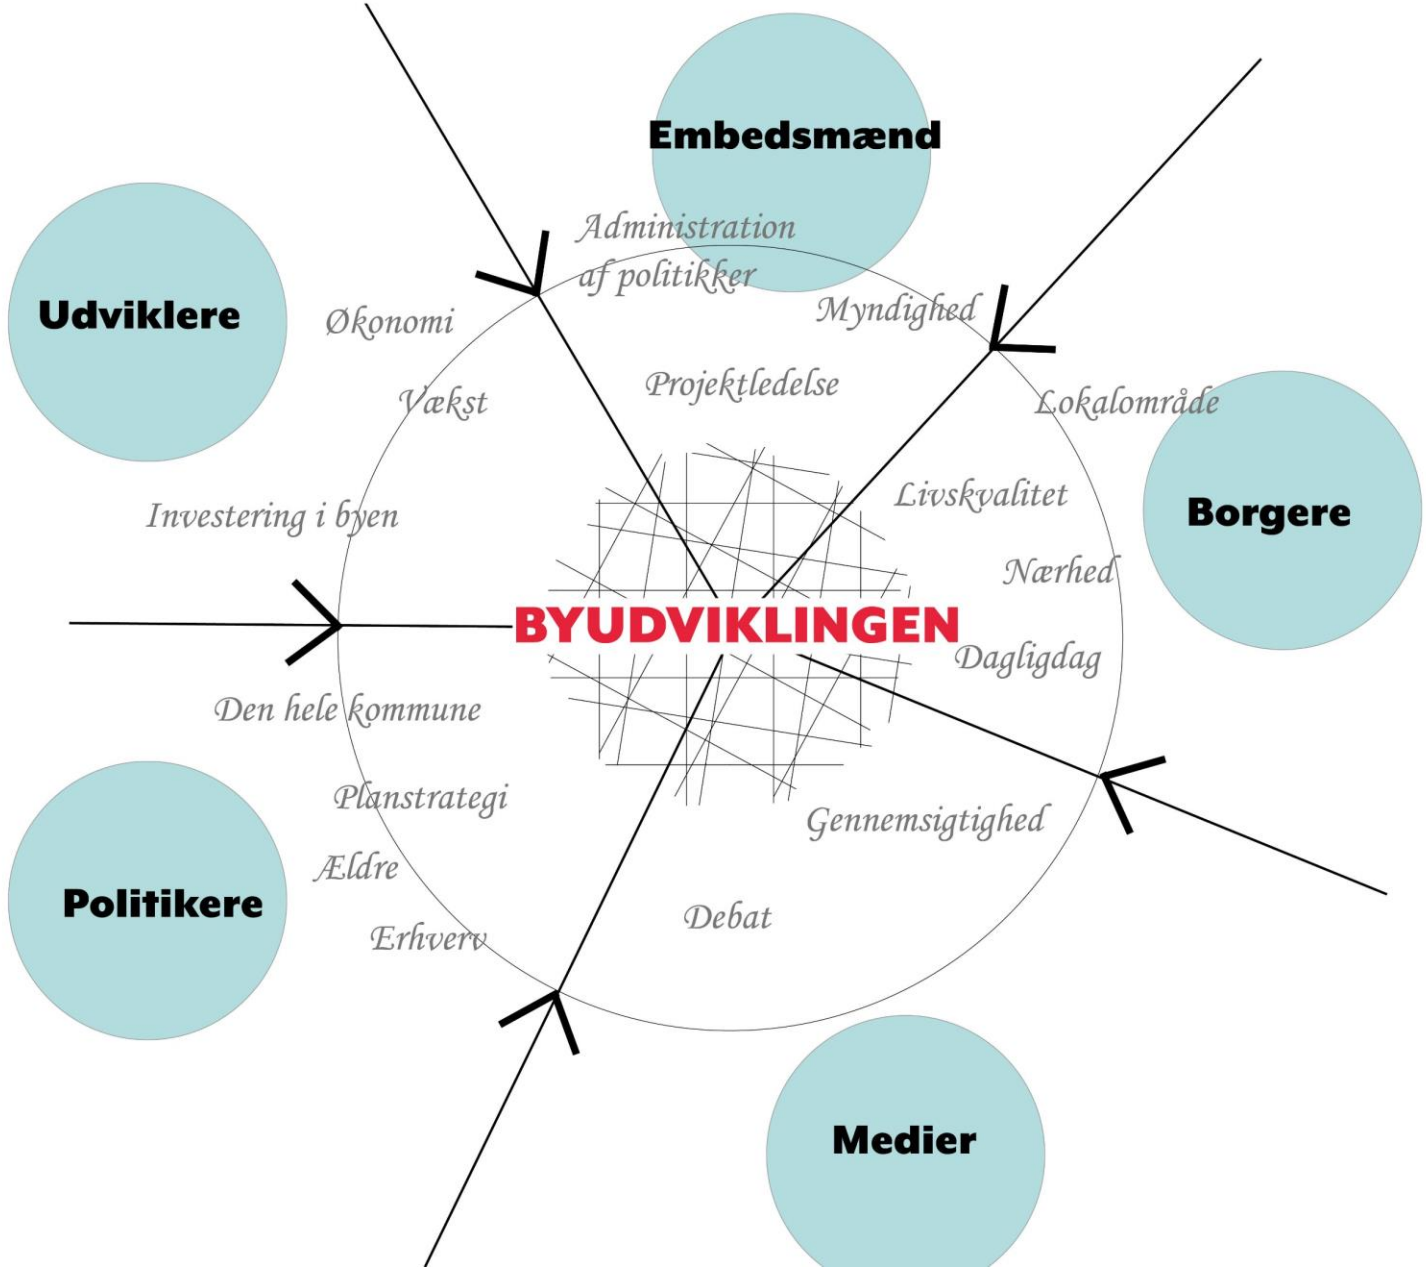 Embedsmænd
Administration
af politikker
Myndighed
Projektledelse
Udviklere
Økonomi
Vækst
Investering i byen
Lokalområde
Livskvalitet
Nærhed
Dagligdag
Borgere
BYUDVIKLINGEN
Den hele kommune
Planstrategi
Ældre
Erhverv
Politikere
Gennemsigtighed
Debat
Medier